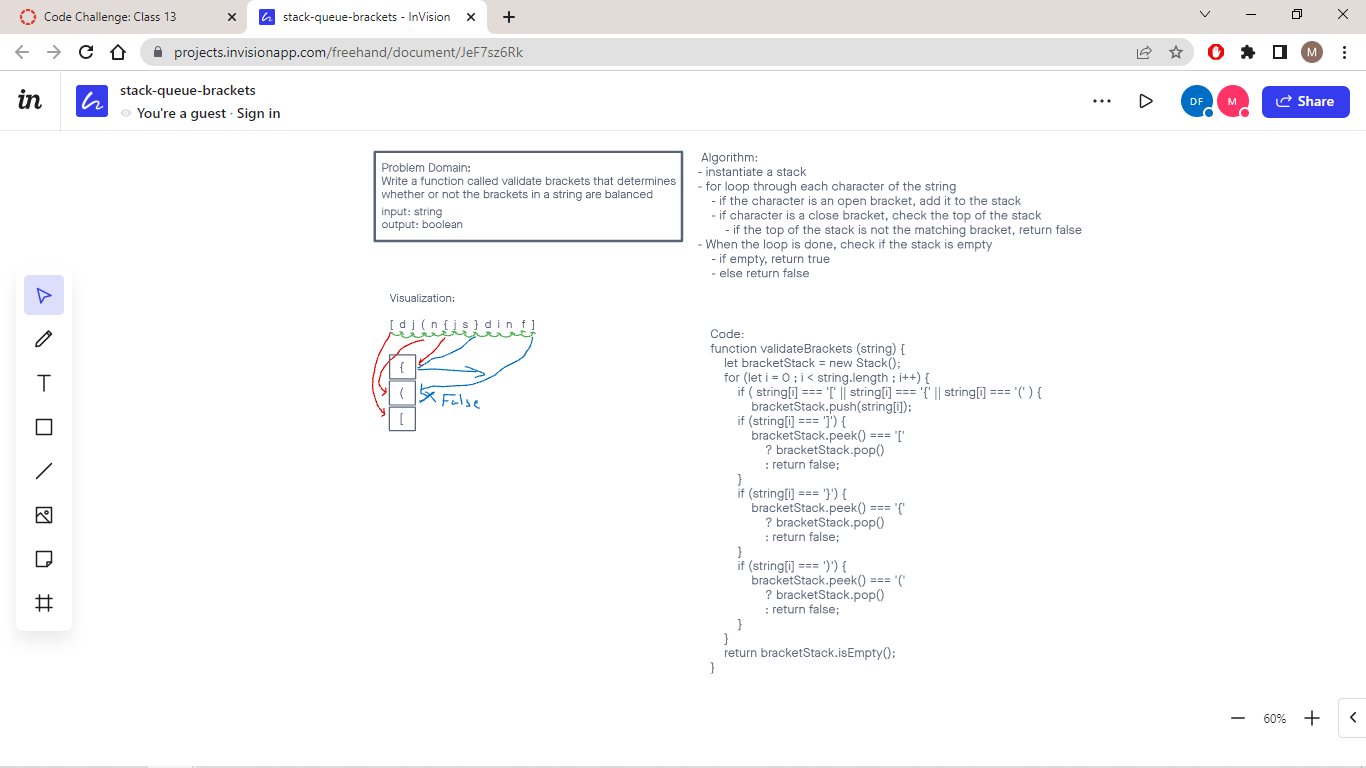 Code Challenge: Class 13
stack-queue-brackets - InVision
projects.invisionapp.com/freehand/document/JeF7sz6Rk
M
in
stack-queue-brackets
You're a guest · Sign in
DF
M
Share
Problem Domain:
Write a function called validate brackets that determines
whether or not the brackets in a string are balanced
input: string
output: boolean
Algorithm:
- instantiate a stack
- for loop through each character of the string
- if the character is an open bracket, add it to the stack
- if character is a close bracket, check the top of the stack
- if the top of the stack is not the matching bracket, return false
- When the loop is done, check if the stack is empty
- if empty, return true
- else return false
Visualization:
[ d j ( n { j s } d i n f ]
{
(
[
False
Code:
function validateBrackets (string) {
let bracketStack = new Stack();
for (let i = 0 ; i < string.length ; i++) {
if ( string[i] === '[' || string[i] === '{' || string[i] === '(' ) {
bracketStack.push(string[i]);
if (string[i] === ']') {
bracketStack.peek() === '['
? bracketStack.pop()
: return false;
}
if (string[i] === '}') {
bracketStack.peek() === '{'
? bracketStack.pop()
: return false;
}
if (string[i] === ')') {
bracketStack.peek() === '('
? bracketStack.pop()
: return false;
}
}
return bracketStack.isEmpty();
}
T
60%